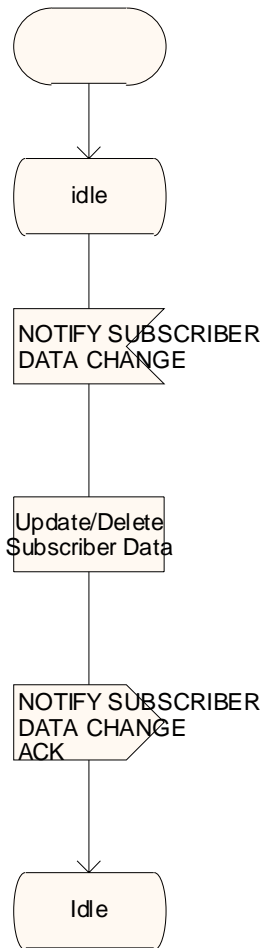 idle
NOTIFY SUBSCRIBER
DATA CHANGE
Update/Delete
Subscriber Data
NOTIFY SUBSCRIBER
DATA CHANGE
ACK
Idle